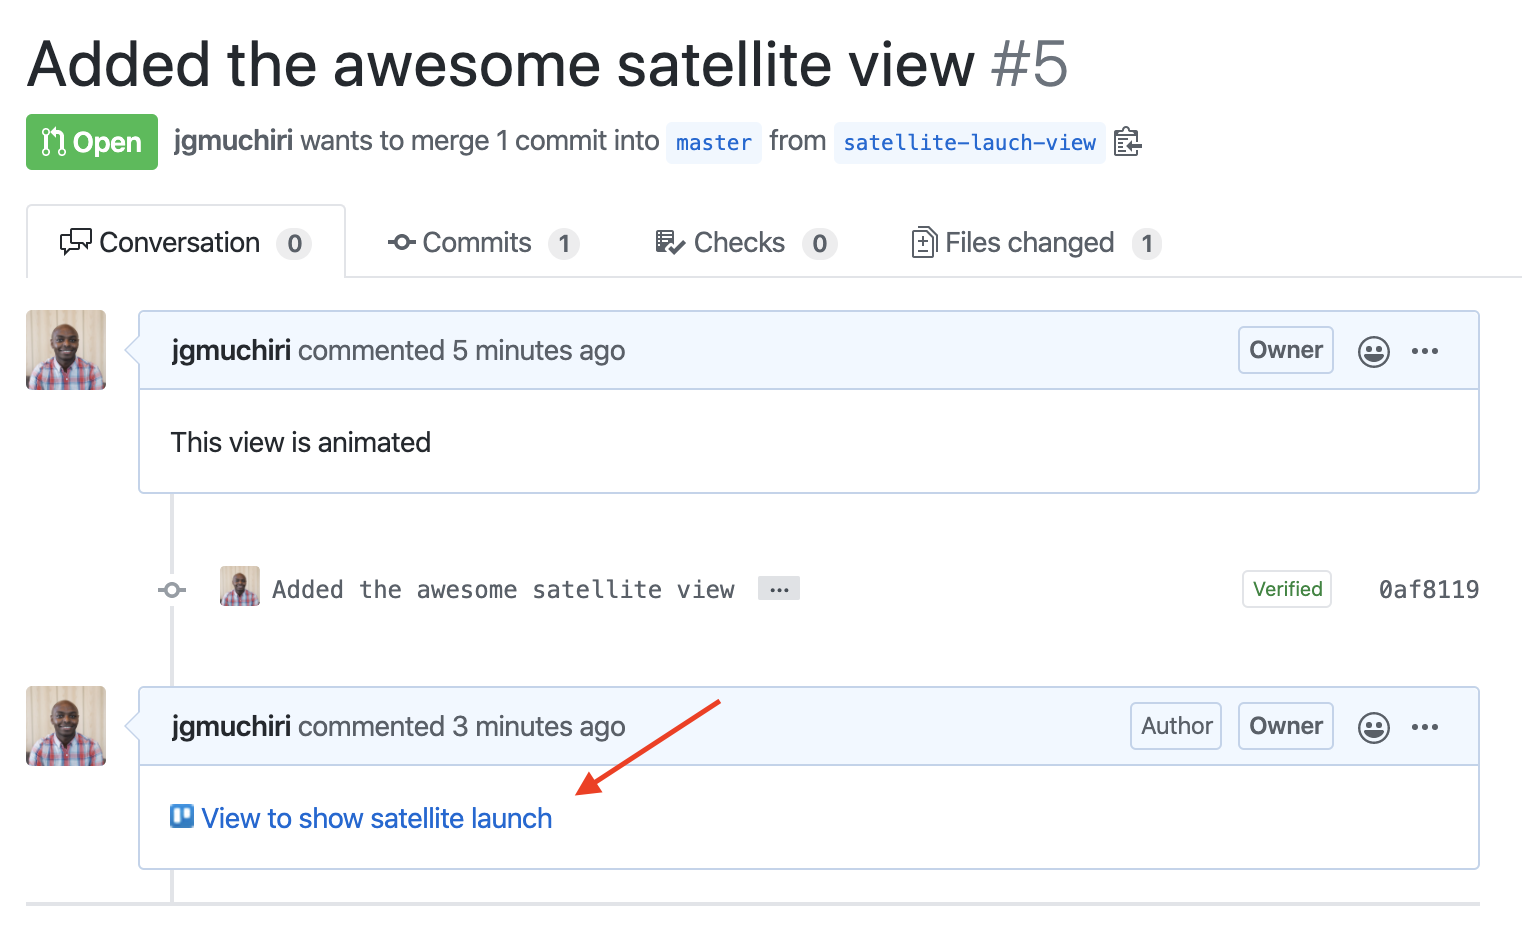 Added the awesome satellite view #5
Open jgmuchiri wants to merge 1 commit into master from satellite-lauch-view
Conversation 0 Commits 1 Checks 0 Files changed 1
jgmuchiri commented 5 minutes ago Owner ...
This view is animated
Added the awesome satellite view ... Verified 0af8119
jgmuchiri commented 3 minutes ago Author Owner ...
View to show satellite launch